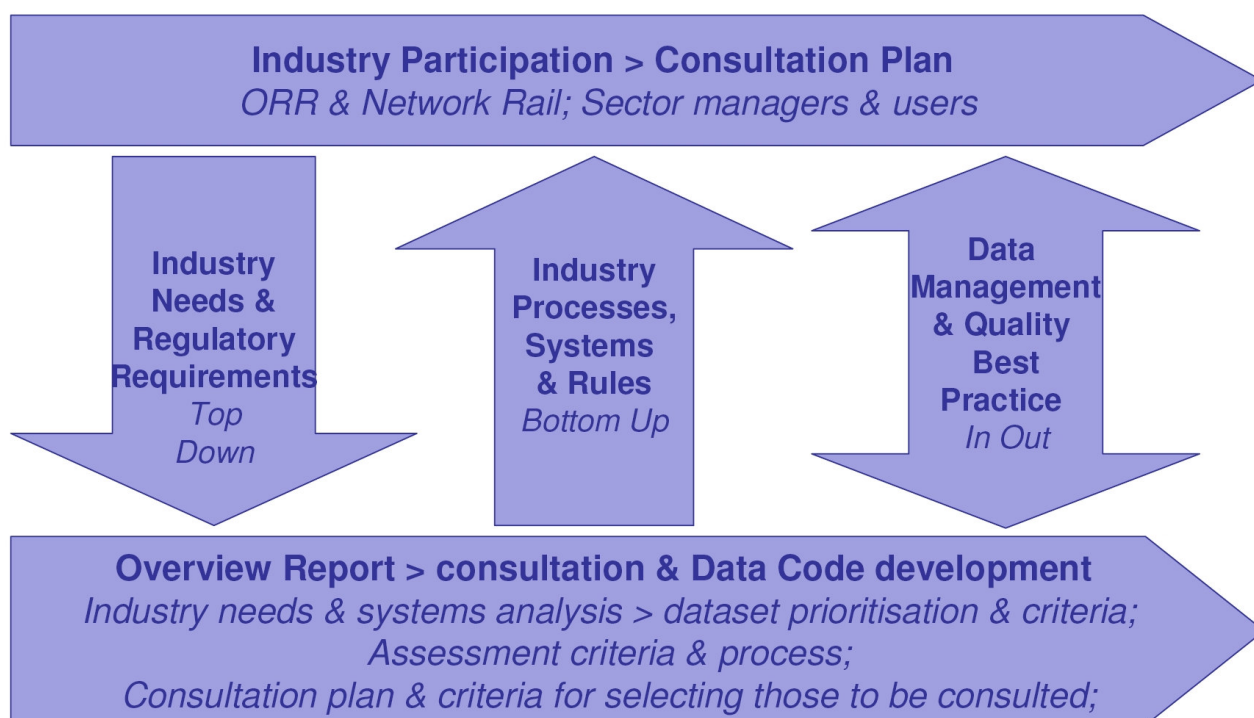 Industry Participation > Consultation Plan
ORR & Network Rail; Sector managers & users
Industry
Needs &
Regulatory
Requirements
Top
Down
Industry
Processes,
Systems
& Rules
Bottom Up
Data
Management
& Quality
Best
Practice
In Out
Overview Report > consultation & Data Code development
Industry needs & systems analysis > dataset prioritisation & criteria;
Assessment criteria & process;
Consultation plan & criteria for selecting those to be consulted;